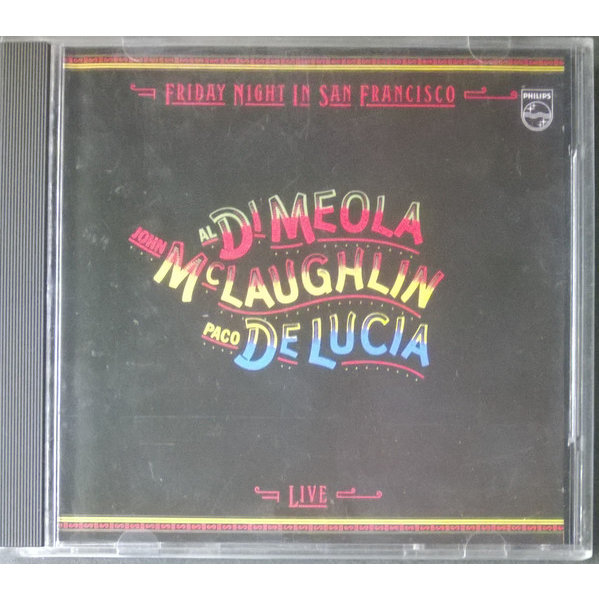 FRIDAY NIGHT IN SAN FRANCISCO
PHILIPS
AL DI MEOLA
JOHN McLAUGHLIN
PACO DE LUCIA
LIVE